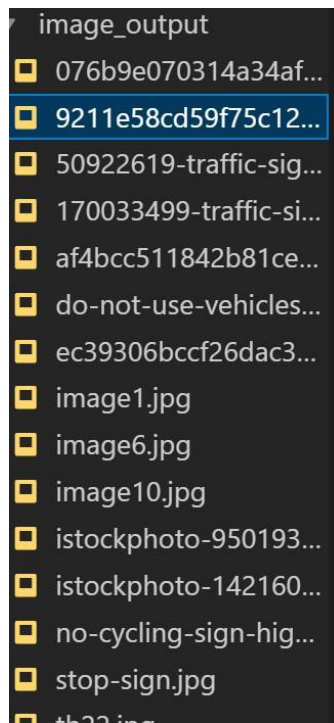 image_output
076b9e070314a34af...
9211e58cd59f75c12...
50922619-traffic-sig...
170033499-traffic-si...
af4bcc511842b81ce...
do-not-use-vehicles...
ec39306bccf26dac3...
image1.jpg
image6.jpg
image10.jpg
istockphoto-950193...
istockphoto-142160...
no-cycling-sign-hig...
stop-sign.jpg